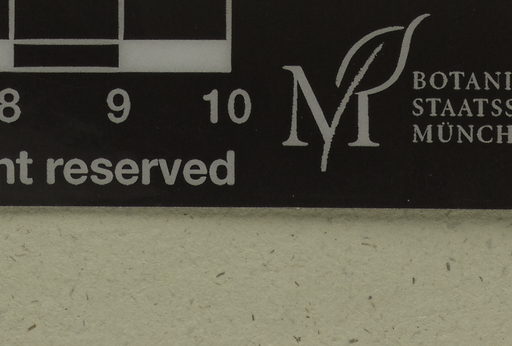 8 9 10
nt reserved
M
BOTANI
STAATSS
MÜNCH